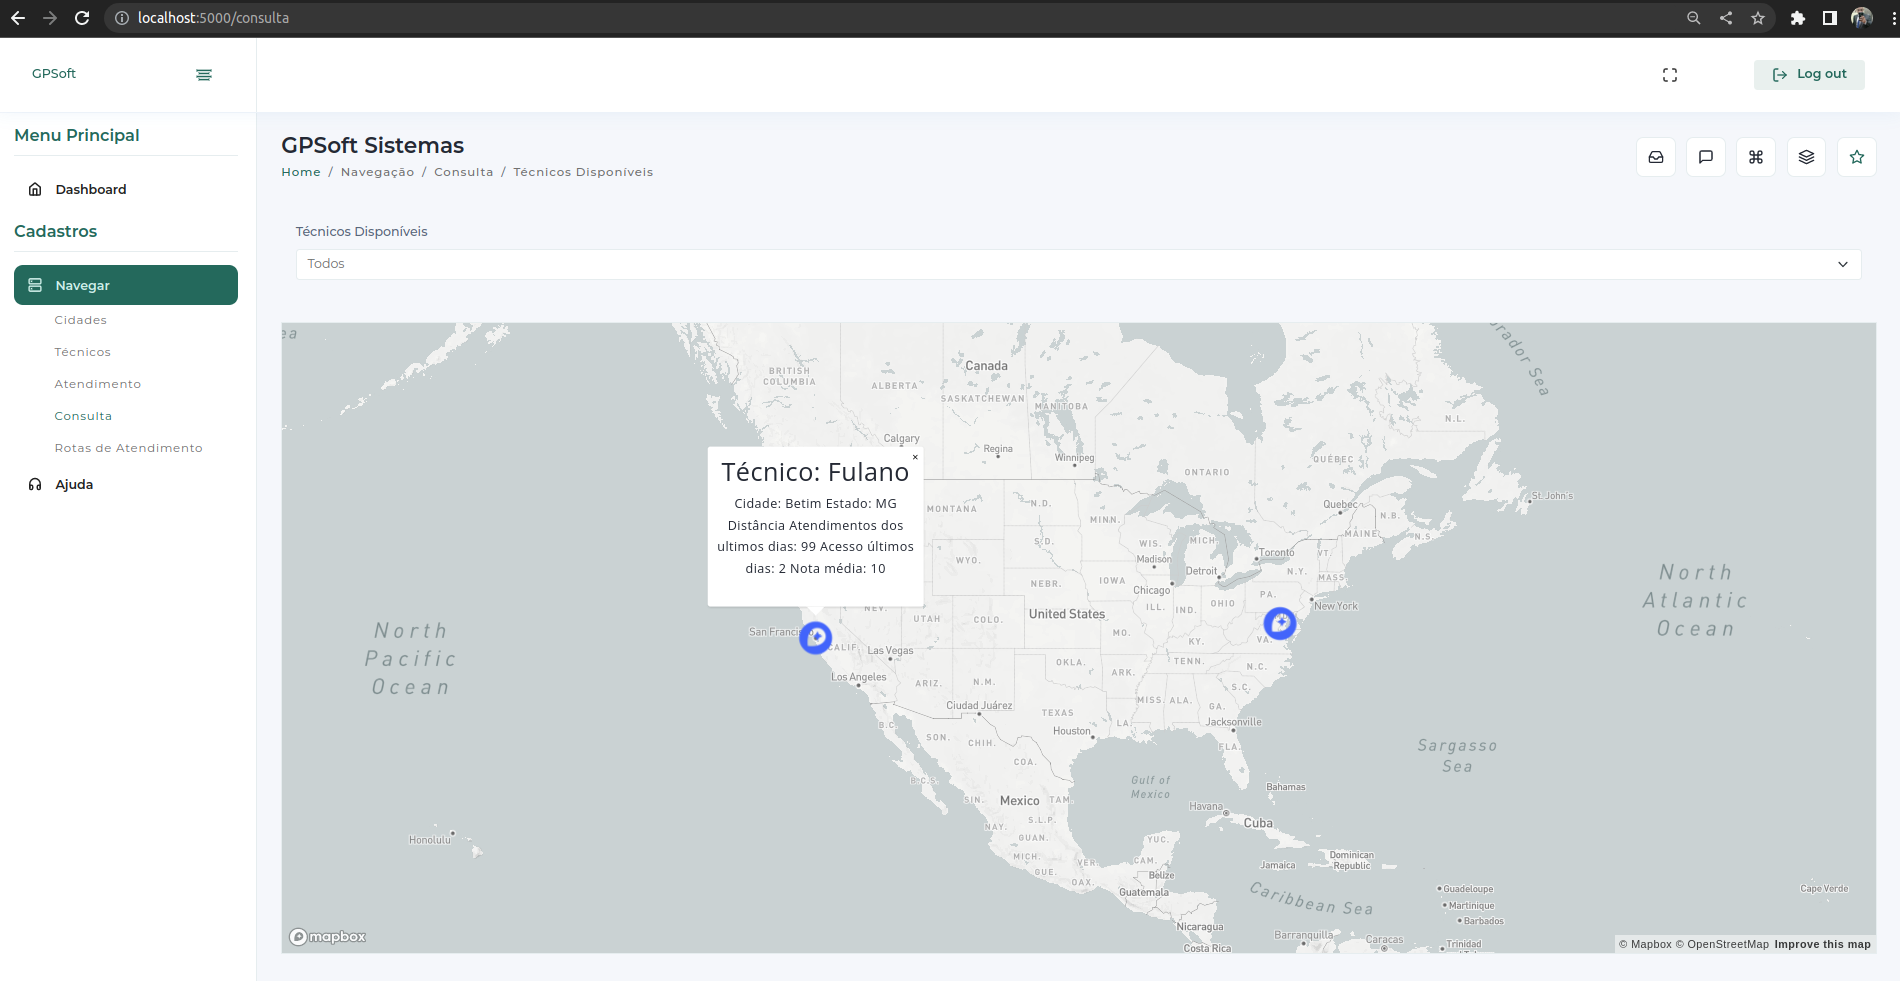 localhost:5000/consulta
GPSoft
Log out
Menu Principal
Dashboard
Cadastros
Navegar
Cidades
Técnicos
Atendimento
Consulta
Rotas de Atendimento
Ajuda
GPSoft Sistemas
Home / Navegação / Consulta / Técnicos Disponíveis
Técnicos Disponíveis
Todos
×
Técnico: Fulano
Cidade: Betim Estado: MG
Distância Atendimentos dos
ultimos dias: 99 Acesso últimos
dias: 2 Nota média: 10
ea
rador Sea
Canada
BRITISH
COLUMBIA
ALBERTA
SASKATCHEWAN
MANITOBA
N.L.
Calgary
Regina
Winnipeg
ONTARIO
QUÉBEC
St. John's
MONTANA
N.D.
MINN.
Quebec
N.B.
MAINE
N.S.
S.D.
WIS.
MICH.
Toronto
VT.
WYO.
Madison
Detroit
N.Y.
MASS
NEBR.
IOWA
Chicago
PA.
ILL.
IND.
OHIO
New York
NEV.
UTAH
COLO.
United States
San Franci
CALIF
Las Vegas
MO.
KY.
VA.
OKLA.
TENN.
N.C.
Los Angeles
ARIZ.
N.M.
ARK.
MISS.
ALA.
S.C.
GA.
Ciudad Juárez
TEXAS
LA.
Jacksonville
B.C.
Houston
SON.
CHIH.
FLA.
COA.
B.C.S.
Gulf of
Mexico
Bahamas
SIN.
Mexico
TAM.
Havana
Cuba
NAY.
S.L.P.
GUAN.
YUC.
MICH.
VER.
CAM.
Jamaica
Dominican
Republic
GUE.
OAX.
Belize
Guatemala
Caribbean Sea
Guadeloupe
Martinique
Barbados
Nicaragua
Costa Rica
Barranquilla
Caracas
Trinidad
Cape Verde
North
Pacific
Ocean
North
Atlantic
Ocean
Sargasso
Sea
Honolulu
mapbox
© Mapbox © OpenStreetMap Improve this map